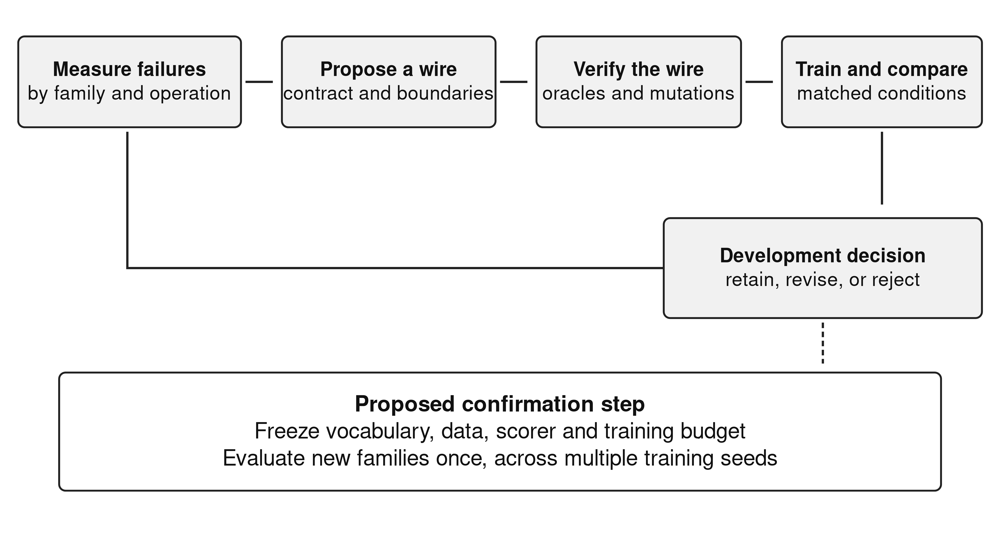 Measure failures
by family and operation
Propose a wire
contract and boundaries
Verify the wire
oracles and mutations
Train and compare
matched conditions
Development decision
retain, revise, or reject
Proposed confirmation step
Freeze vocabulary, data, scorer and training budget
Evaluate new families once, across multiple training seeds